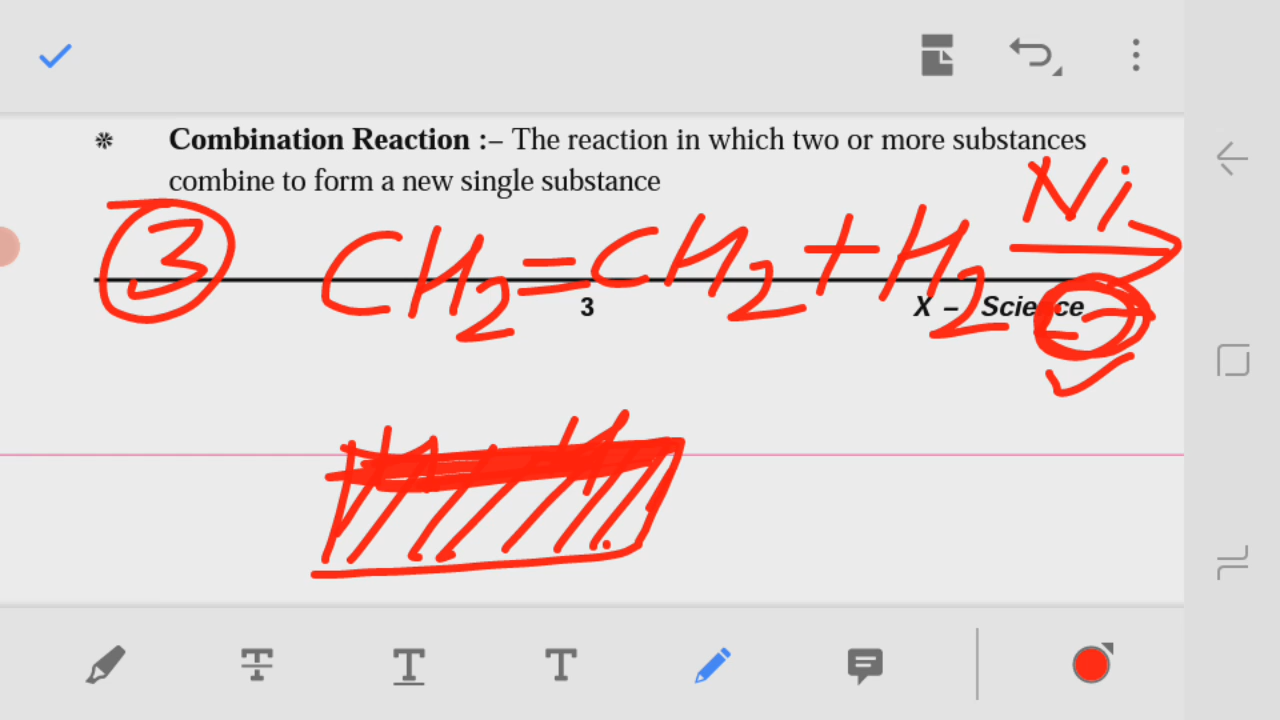 * Combination Reaction :– The reaction in which two or more substances
combine to form a new single substance
Ni
3 CH2=CH2+H2
3 X – Science